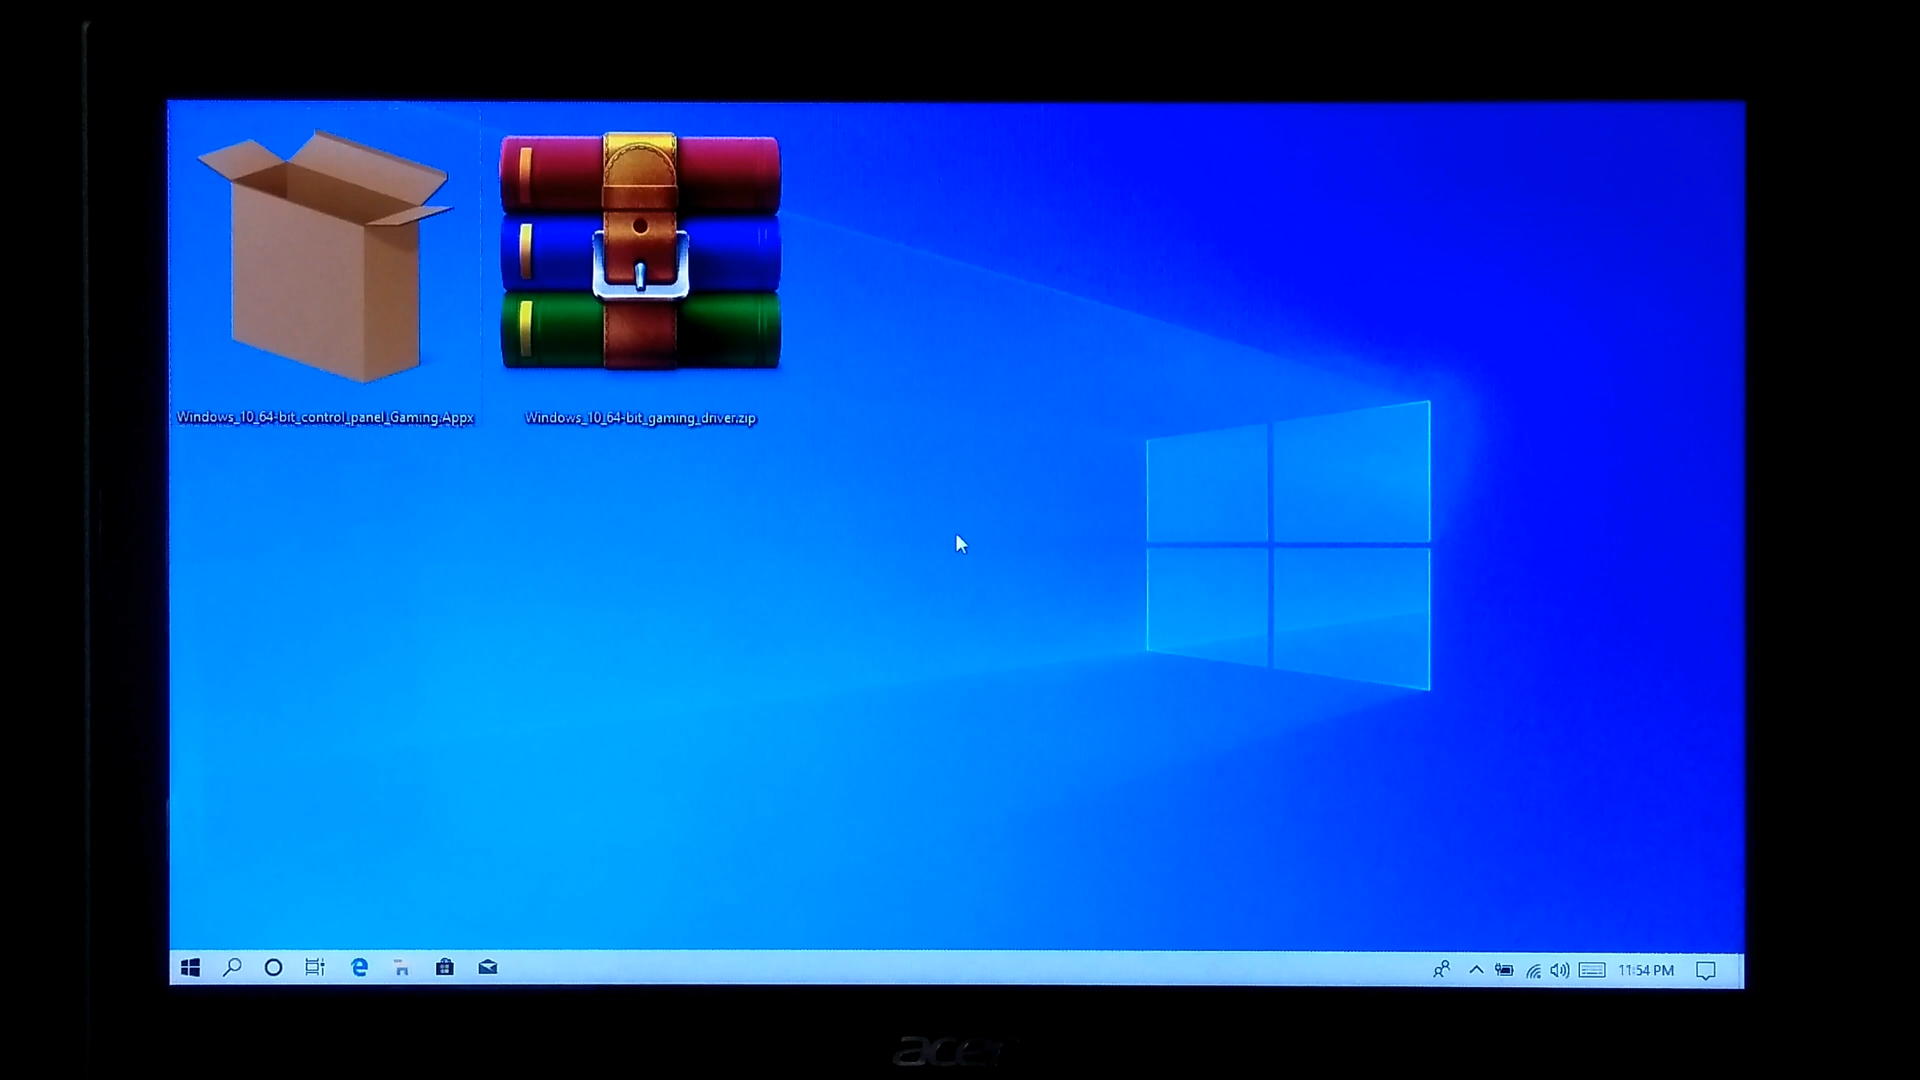 Windows_10_64-bit_control_panel_Gaming.Appx
Windows_10_64-bit_gaming_driver.zip
11:54 PM
acer